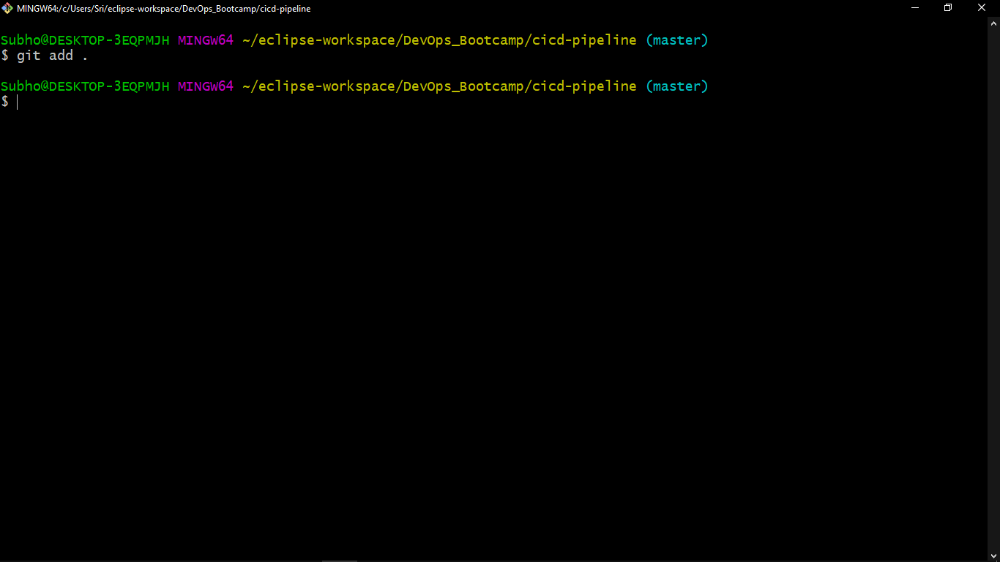 MINGW64:/c/Users/Sri/eclipse-workspace/DevOps_Bootcamp/cicd-pipeline
Subho@DESKTOP-3EQPMJH MINGW64 ~/eclipse-workspace/DevOps_Bootcamp/cicd-pipeline (master)
$ git add .
Subho@DESKTOP-3EQPMJH MINGW64 ~/eclipse-workspace/DevOps_Bootcamp/cicd-pipeline (master)
$